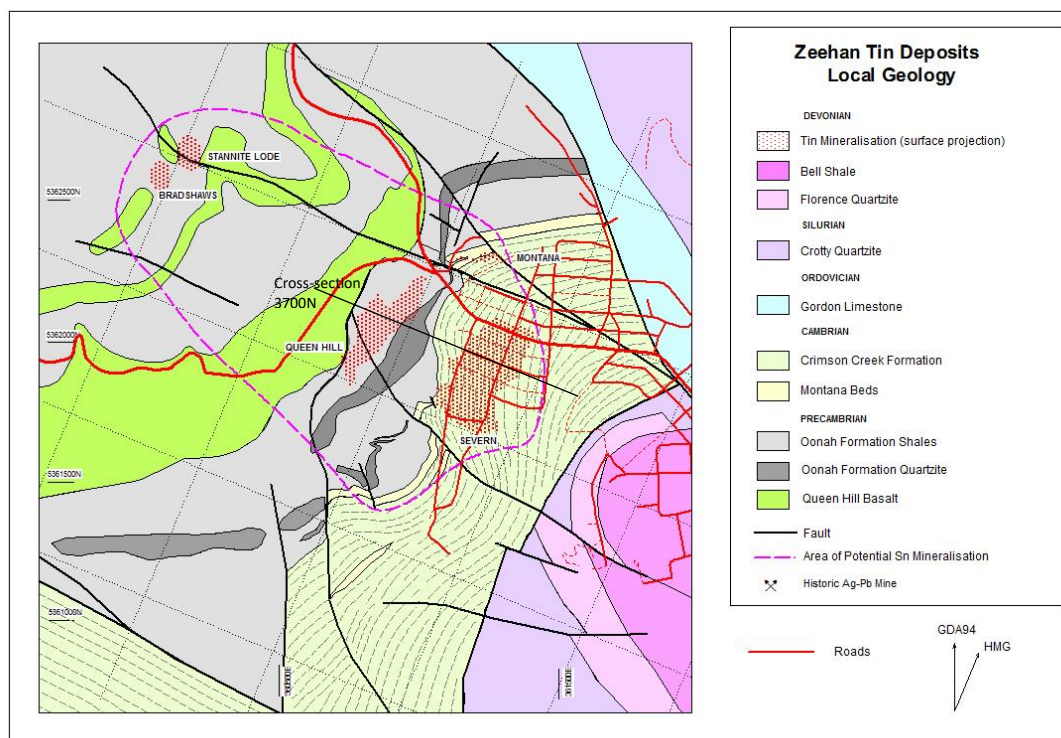 Zeehan Tin Deposits
Local Geology
DEVONIAN
Tin Mineralisation (surface projection)
Bell Shale
Florence Quartzite
SILURIAN
Crotty Quartzite
ORDOVICIAN
Gordon Limestone
CAMBRIAN
Crimson Creek Formation
Montana Beds
PRECAMBRIAN
Oonah Formation Shales
Oonah Formation Quartzite
Queen Hill Basalt
Fault
Area of Potential Sn Mineralisation
Historic Ag-Pb Mine
Roads
GDA94
HMG
STANNITE LODE
BRADSHAWS
5362500N
MONTANA
Cross-section
3700N
5362000N
QUEEN HILL
SEVERN
5361500N
5361000N
361500E